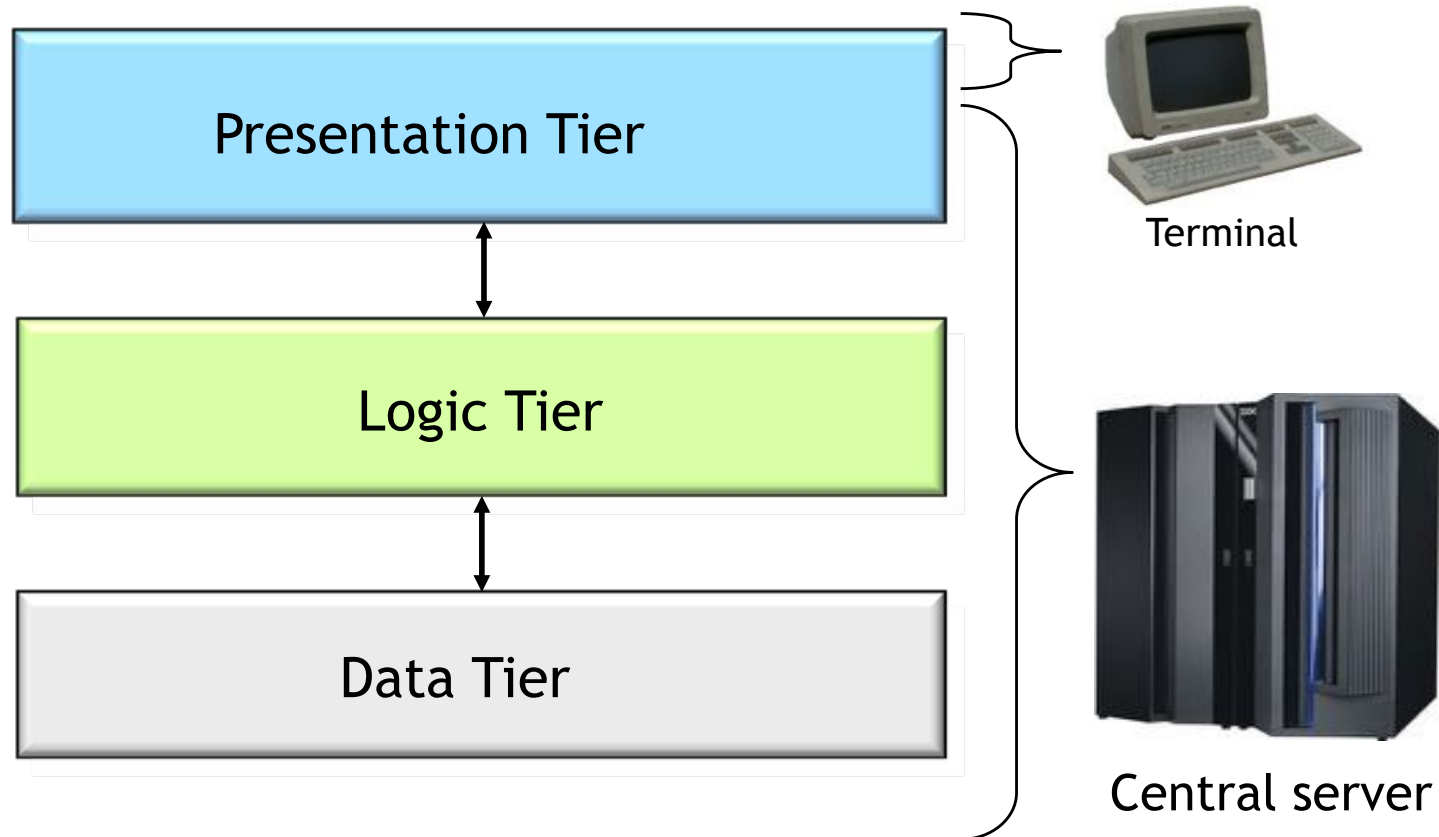 Presentation Tier
Terminal
Logic Tier
Data Tier
Central server